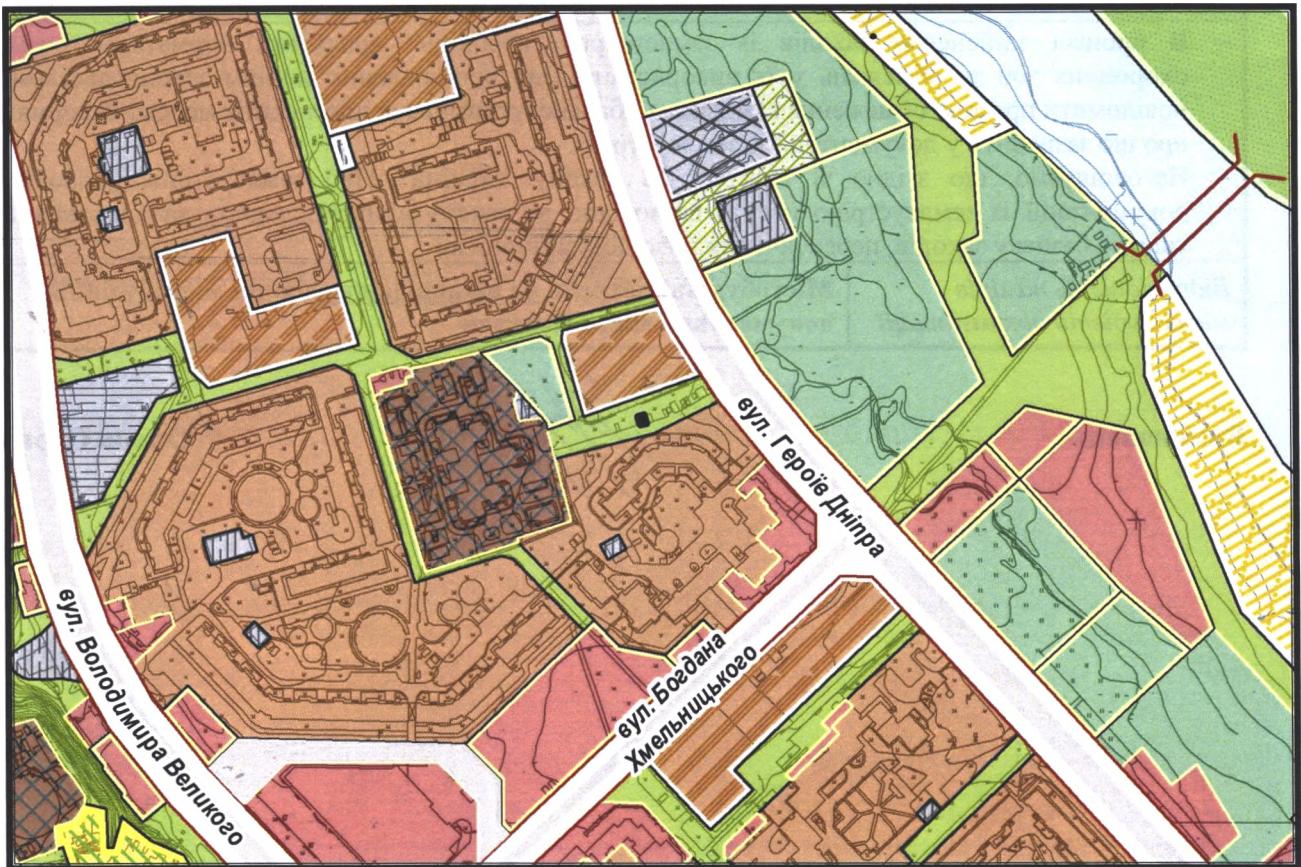 вул. Героїв Дніпра
вул. Володимира Великого
вул. Богдана
Хмельницького